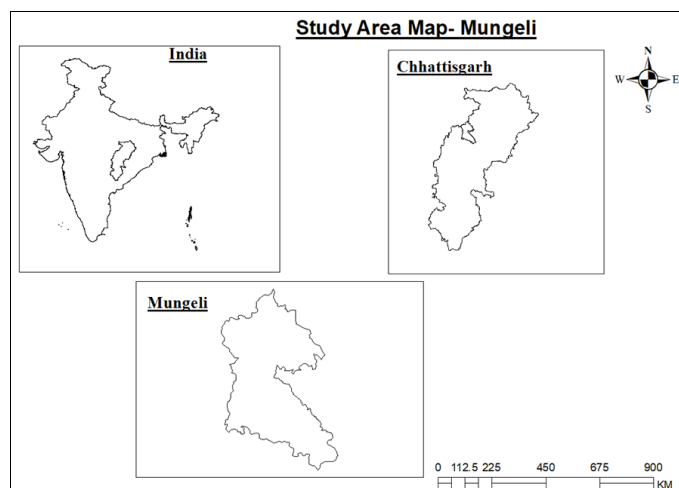 Study Area Map- Mungeli
India
Chhattisgarh
N
W E
S
Mungeli
0 112.5 225 450 675 900
KM